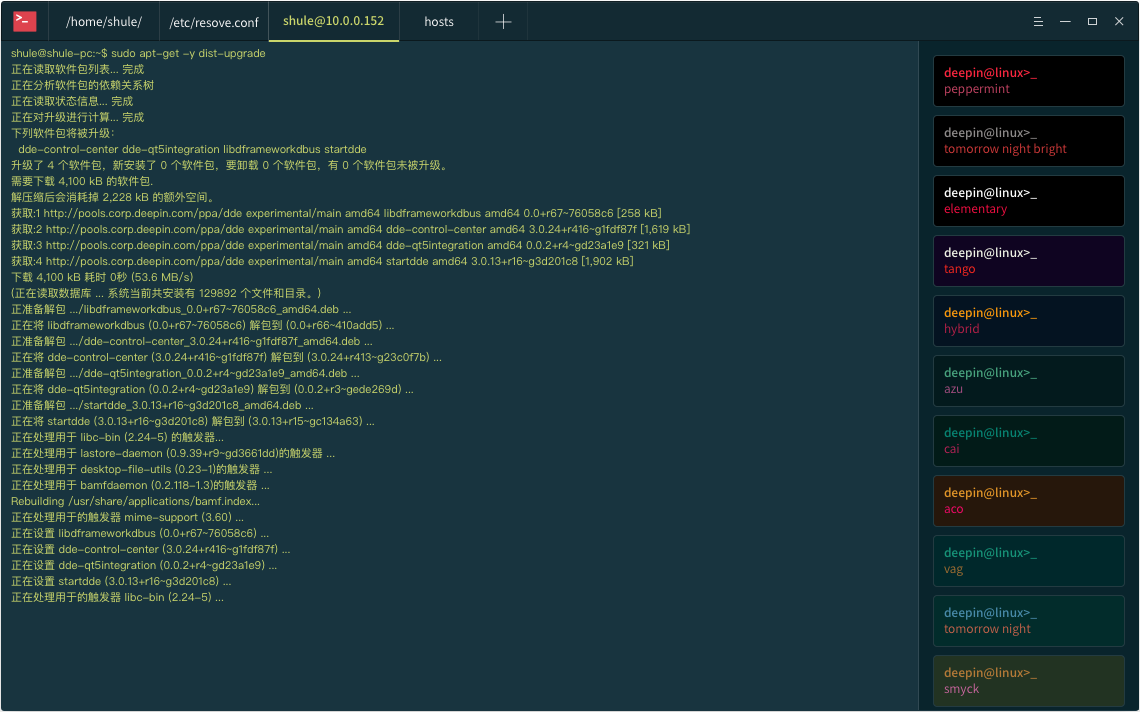 /home/shule/
/etc/resove.conf
shule@10.0.0.152
hosts
shule@shule-pc:~$ sudo apt-get -y dist-upgrade
正在读取软件包列表... 完成
正在分析软件包的依赖关系树
正在读取状态信息... 完成
正在对升级进行计算... 完成
下列软件包将被升级：
dde-control-center dde-qt5integration libdframeworkdbus startdde
升级了 4 个软件包，新安装了 0 个软件包，要卸载 0 个软件包，有 0 个软件包未被升级。
需要下载 4,100 kB 的软件包.
解压缩后会消耗掉 2,228 kB 的额外空间。
获取:1 http://pools.corp.deepin.com/ppa/dde experimental/main amd64 libdframeworkdbus amd64 0.0+r67~76058c6 [258 kB]
获取:2 http://pools.corp.deepin.com/ppa/dde experimental/main amd64 dde-control-center amd64 3.0.24+r416~g1fdf87f [1,619 kB]
获取:3 http://pools.corp.deepin.com/ppa/dde experimental/main amd64 dde-qt5integration amd64 0.0.2+r4~gd23a1e9 [321 kB]
获取:4 http://pools.corp.deepin.com/ppa/dde experimental/main amd64 startdde amd64 3.0.13+r16~g3d201c8 [1,902 kB]
下载 4,100 kB 耗时 0秒 (53.6 MB/s)
(正在读取数据库 ... 系统当前共安装有 129892 个文件和目录。)
正准备解包 .../libdframeworkdbus_0.0+r67~76058c6_amd64.deb ...
正在将 libdframeworkdbus (0.0+r67~76058c6) 解包到 (0.0+r66~410add5) ...
正准备解包 .../dde-control-center_3.0.24+r416~g1fdf87f_amd64.deb ...
正在将 dde-control-center (3.0.24+r416~g1fdf87f) 解包到 (3.0.24+r413~g23c0f7b) ...
正准备解包 .../dde-qt5integration_0.0.2+r4~gd23a1e9_amd64.deb ...
正在将 dde-qt5integration (0.0.2+r4~gd23a1e9) 解包到 (0.0.2+r3~gede269d) ...
正准备解包 .../startdde_3.0.13+r16~g3d201c8_amd64.deb ...
正在将 startdde (3.0.13+r16~g3d201c8) 解包到 (3.0.13+r15~gc134a63) ...
正在处理用于 libc-bin (2.24-5) 的触发器...
正在处理用于 lastore-daemon (0.9.39+r9~gd3661dd)的触发器 ...
正在处理用于 desktop-file-utils (0.23-1)的触发器 ...
正在处理用于 bamfdaemon (0.2.118-1.3)的触发器 ...
Rebuilding /usr/share/applications/bamf.index...
正在处理用于的触发器 mime-support (3.60) ...
正在设置 libdframeworkdbus (0.0+r67~76058c6) ...
正在设置 dde-control-center (3.0.24+r416~g1fdf87f) ...
正在设置 dde-qt5integration (0.0.2+r4~gd23a1e9) ...
正在设置 startdde (3.0.13+r16~g3d201c8) ...
正在处理用于的触发器 libc-bin (2.24-5) ...
deepin@linux>_
peppermint
deepin@linux>_
tomorrow night bright
deepin@linux>_
elementary
deepin@linux>_
tango
deepin@linux>_
hybrid
deepin@linux>_
azu
deepin@linux>_
cai
deepin@linux>_
aco
deepin@linux>_
vag
deepin@linux>_
tomorrow night
deepin@linux>_
smyck